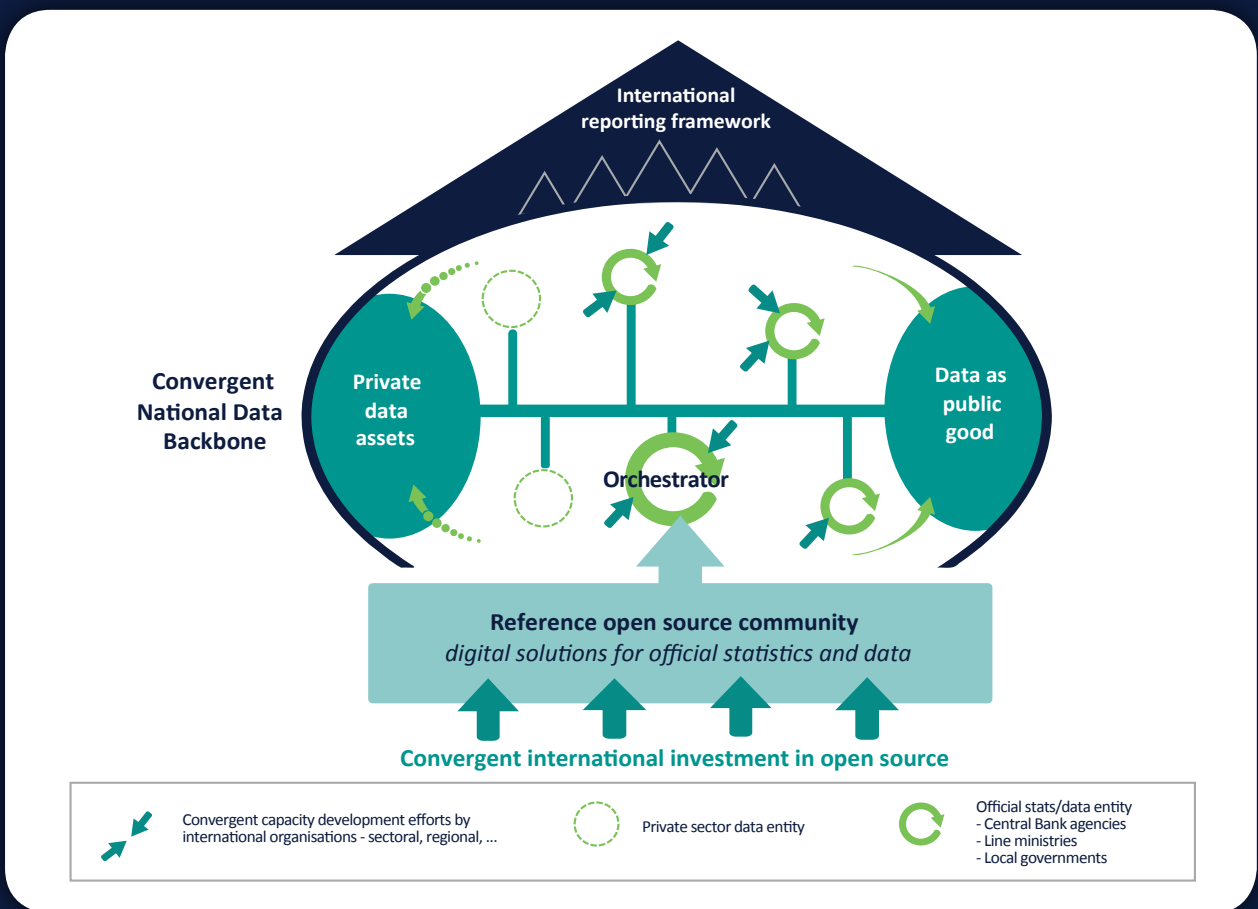 International
reporting framework
Convergent
National Data
Backbone
Private
data
assets
Data as
public
good
Orchestrator
Reference open source community
digital solutions for official statistics and data
Convergent international investment in open source
Convergent capacity development efforts by
international organisations - sectoral, regional, ...
Private sector data entity
Official stats/data entity
- Central Bank agencies
- Line ministries
- Local governments